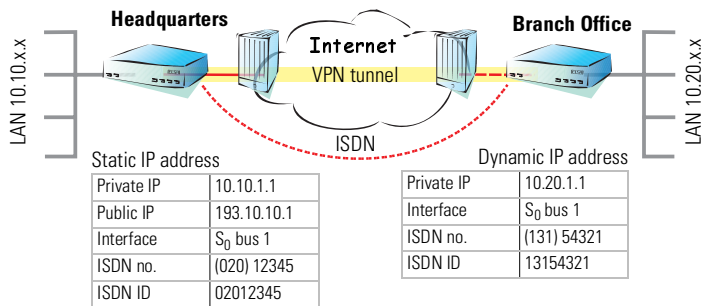 Headquarters
Branch Office
Internet
VPN tunnel
ISDN
LAN 10.10.x.x
LAN 10.20.x.x
Static IP address
Private IP 10.10.1.1
Public IP 193.10.10.1
Interface S0 bus 1
ISDN no. (020) 12345
ISDN ID 02012345
Dynamic IP address
Private IP 10.20.1.1
Interface S0 bus 1
ISDN no. (131) 54321
ISDN ID 13154321